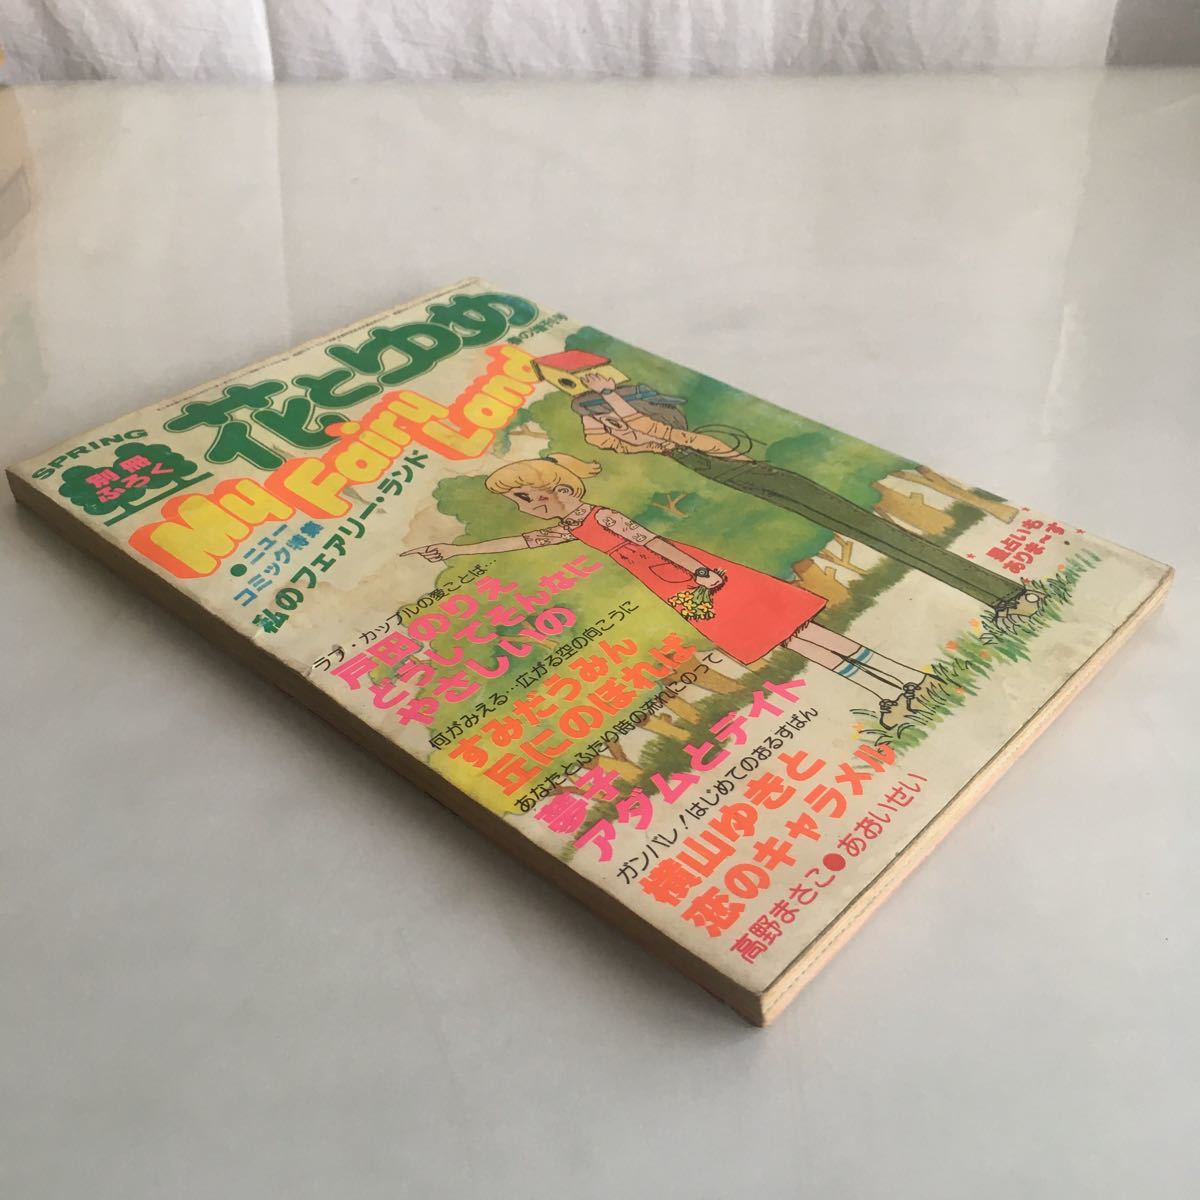 SPRING
別冊
ふろく
花とゆめ
春の増刊号
My
Fairy
Land
●ニュー
コミック特集
私のフェアリー・ランド
星占いも
ありまーす
ラブ・カップルの愛ことば…
戸田のりえ
どうしてそんなに
やさしいの
何がみえる…広がる空の向こうに
すみだうみん
丘にのぼれば
あなたとふたり時の流れにのって
夢子
アダムとデイト
ガンバレ！はじめてのおるすばん
横山ゆきと
恋のキャラメル
高野まさこ●あおいせい